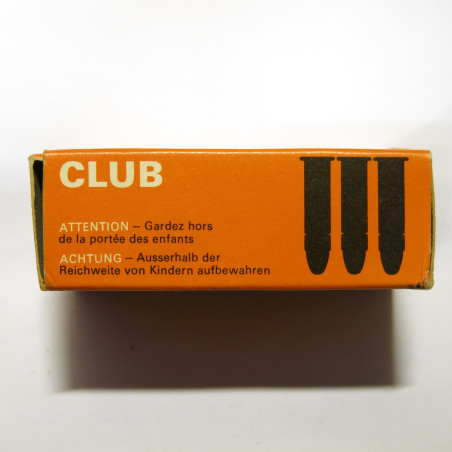 CLUB
ATTENTION – Gardez hors
de la portée des enfants
ACHTUNG – Ausserhalb der
Reichweite von Kindern aufbewahren